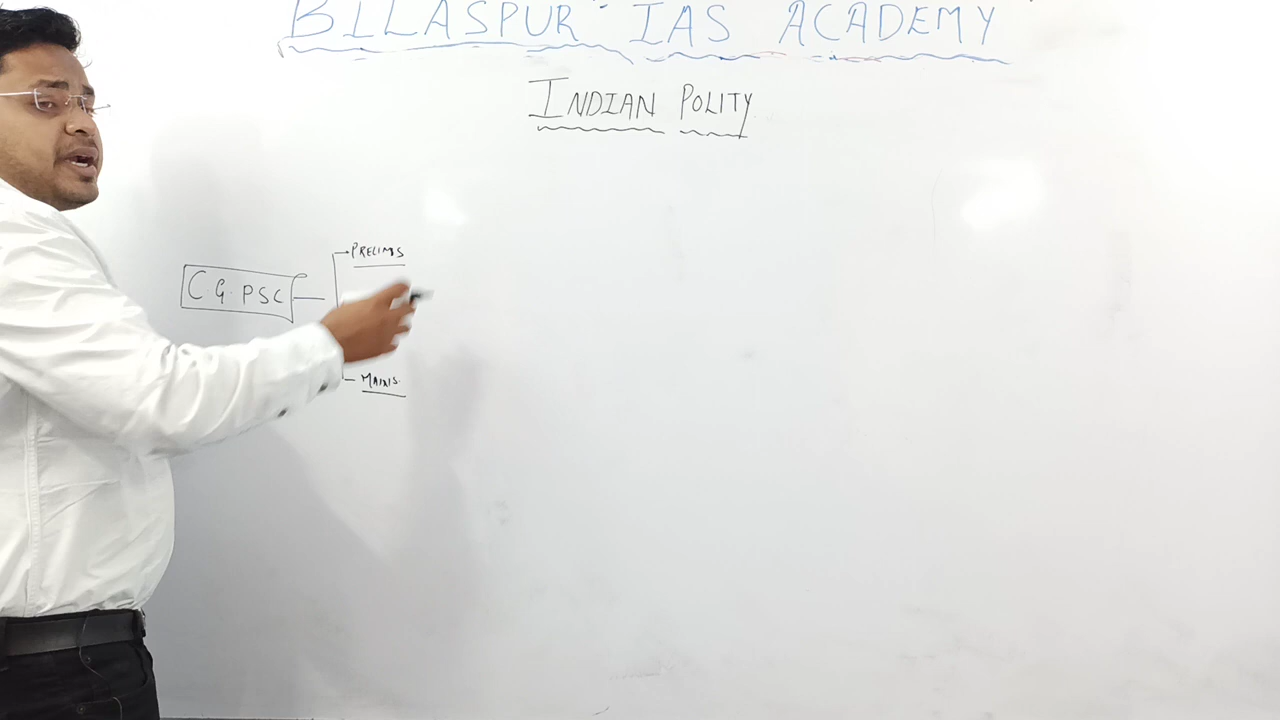 BILASPUR IAS ACADEMY
INDIAN POLITY
PRELIMS
C.G.PSC
MAINS.